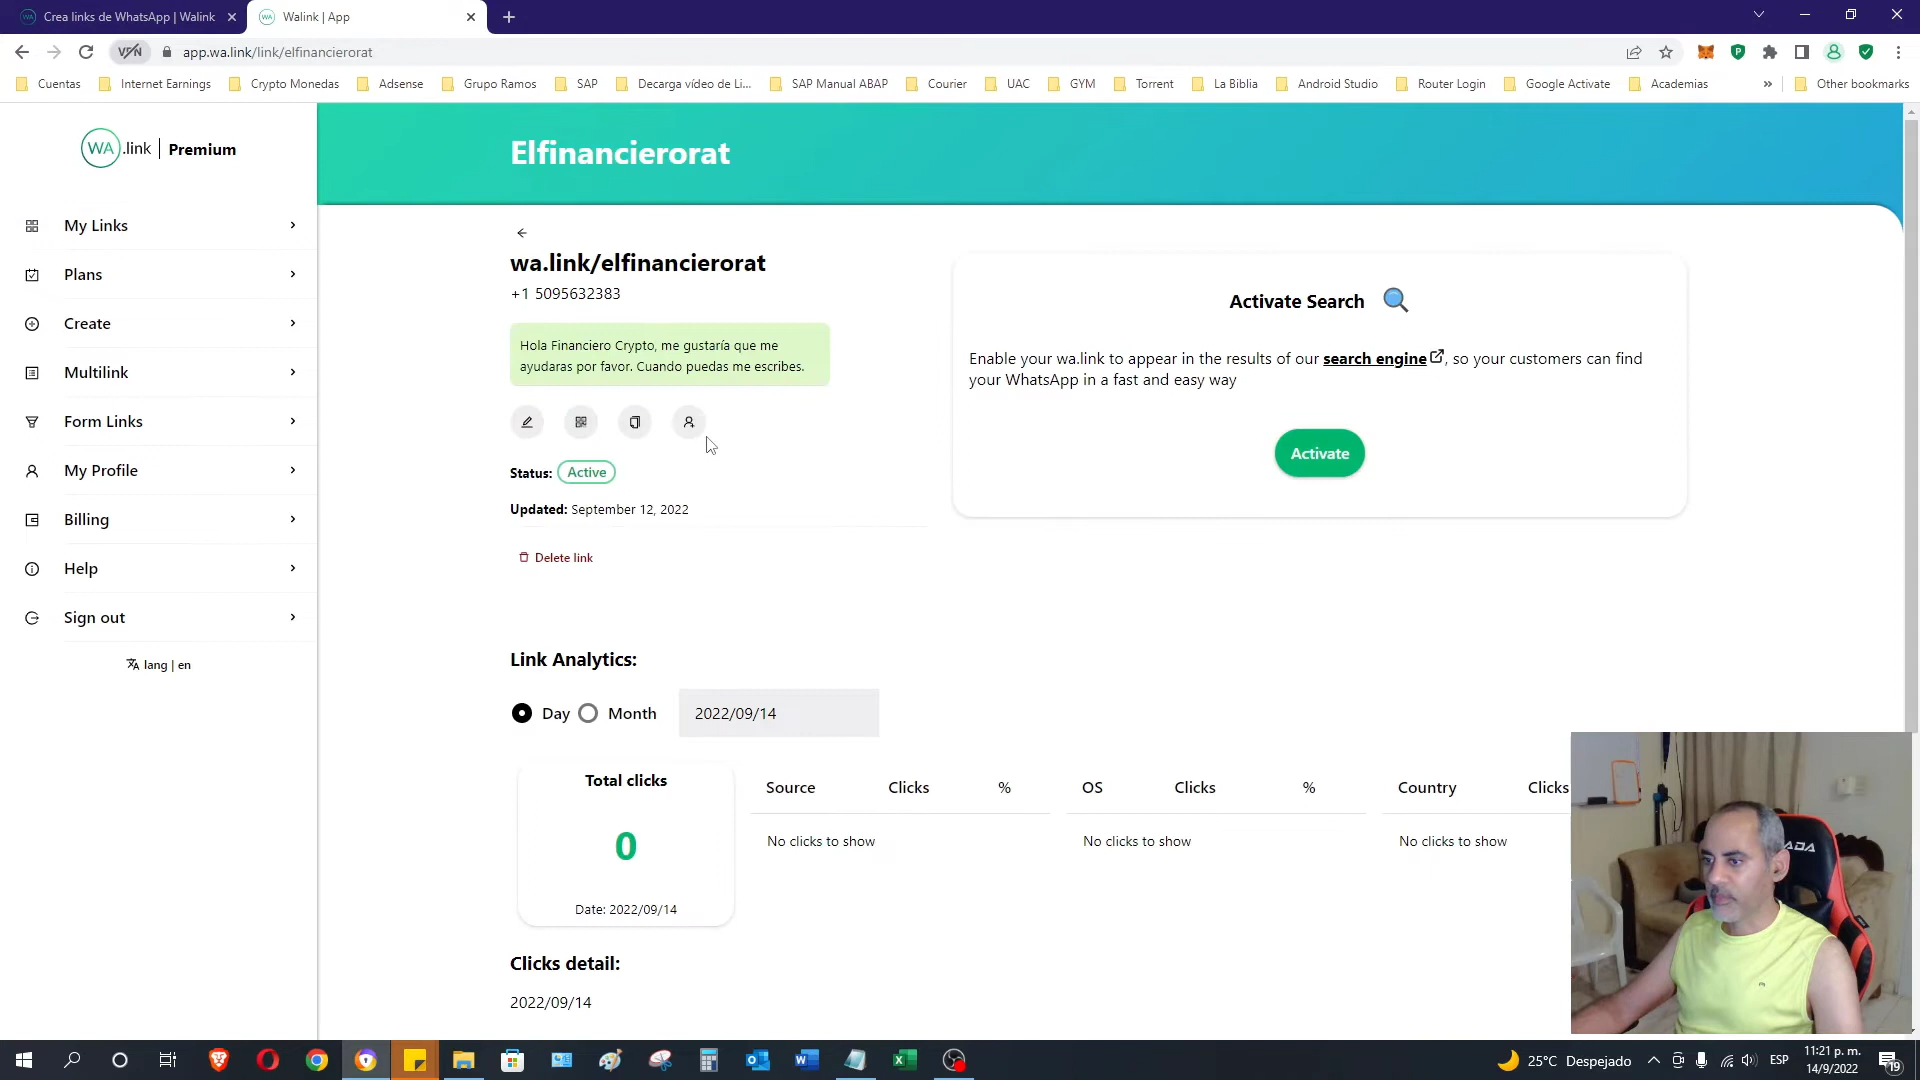 Crea links de WhatsApp | Walink
Walink | App
VPN
app.wa.link/link/elfinancierorat
Cuentas
Internet Earnings
Crypto Monedas
Adsense
Grupo Ramos
SAP
Decarga vídeo de Li...
SAP Manual ABAP
Courier
UAC
GYM
Torrent
La Biblia
Android Studio
Router Login
Google Activate
Academias
»
Other bookmarks
WA .link | Premium
Elfinancierorat
My Links
Plans
Create
Multilink
Form Links
My Profile
Billing
Help
Sign out
lang | en
wa.link/elfinancierorat
+1 5095632383
Hola Financiero Crypto, me gustaría que me
ayudaras por favor. Cuando puedas me escribes.
Status: Active
Updated: September 12, 2022
Delete link
Activate Search
Enable your wa.link to appear in the results of our search engine, so your customers can find
your WhatsApp in a fast and easy way
Activate
Link Analytics:
Day Month 2022/09/14
Total clicks
0
Date: 2022/09/14
Source Clicks %
No clicks to show
OS Clicks %
No clicks to show
Country Clicks
No clicks to show
Clicks detail:
2022/09/14
25°C Despejado
ESP
11:21 p. m.
14/9/2022
19